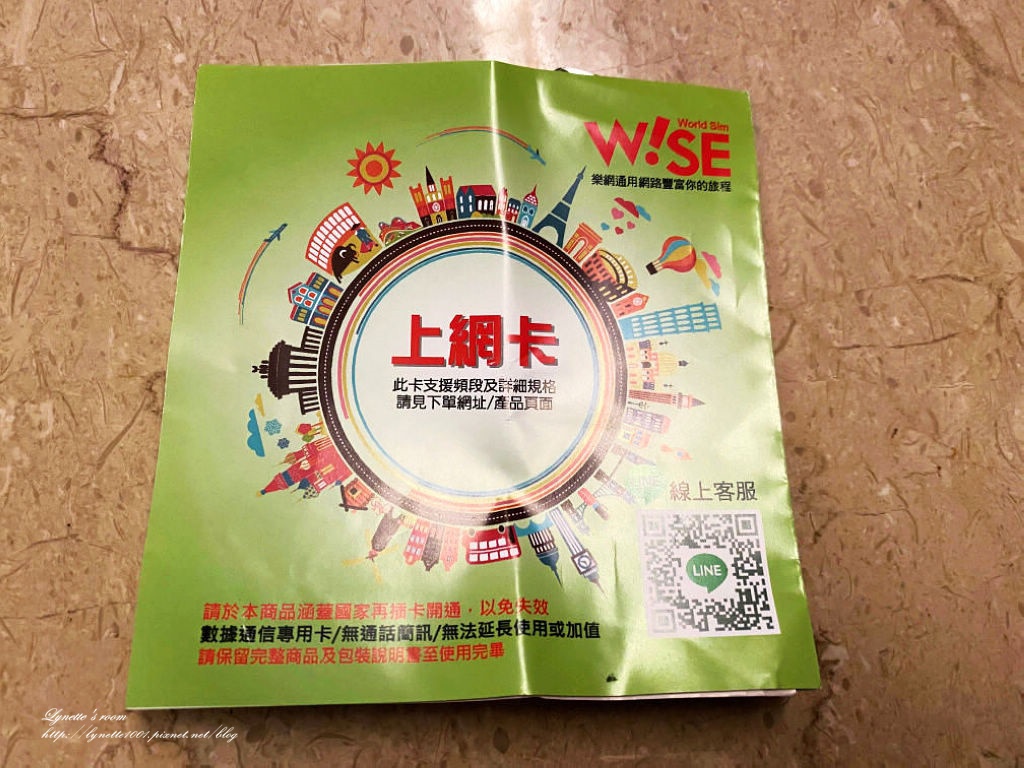 World Sim
W!SE
樂網通用網路豐富你的旅程
上網卡
此卡支援頻段及詳細規格
請見下單網址/產品頁面
線上客服
LINE
請於本商品涵蓋國家再插卡開通，以免失效
數據通信專用卡/無通話簡訊/無法延長使用或加值
請保留完整商品及包裝說明書至使用完畢
Lynette's room
http://lynette1001.pixnet.net/blog